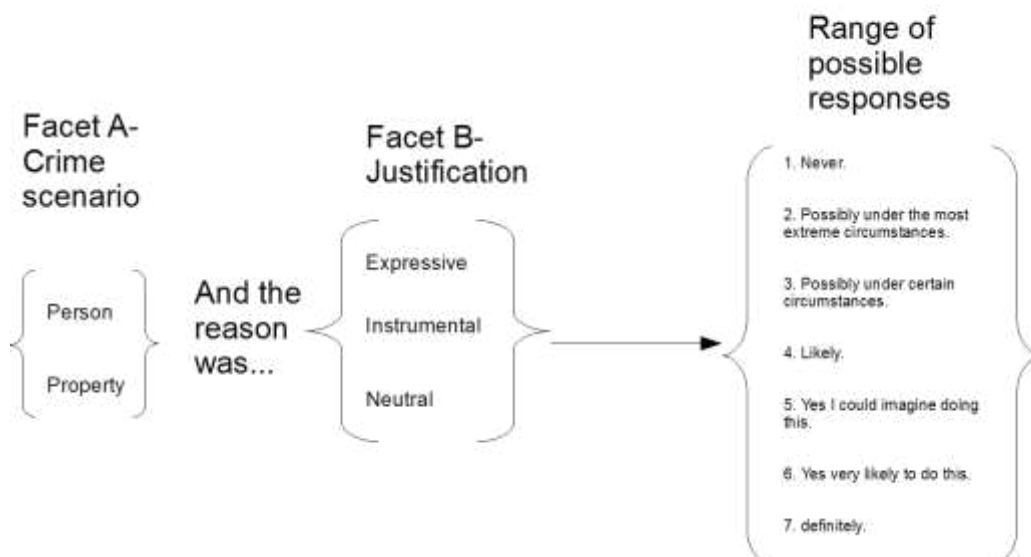 Facet A-
Crime
scenario
Person
Property
And the
reason
was...
Facet B-
Justification
Expressive
Instrumental
Neutral
Range of
possible
responses
1. Never.
2. Possibly under the most
extreme circumstances.
3. Possibly under certain
circumstances.
4. Likely.
5. Yes I could imagine doing
this.
6. Yes very likely to do this.
7. definitely.